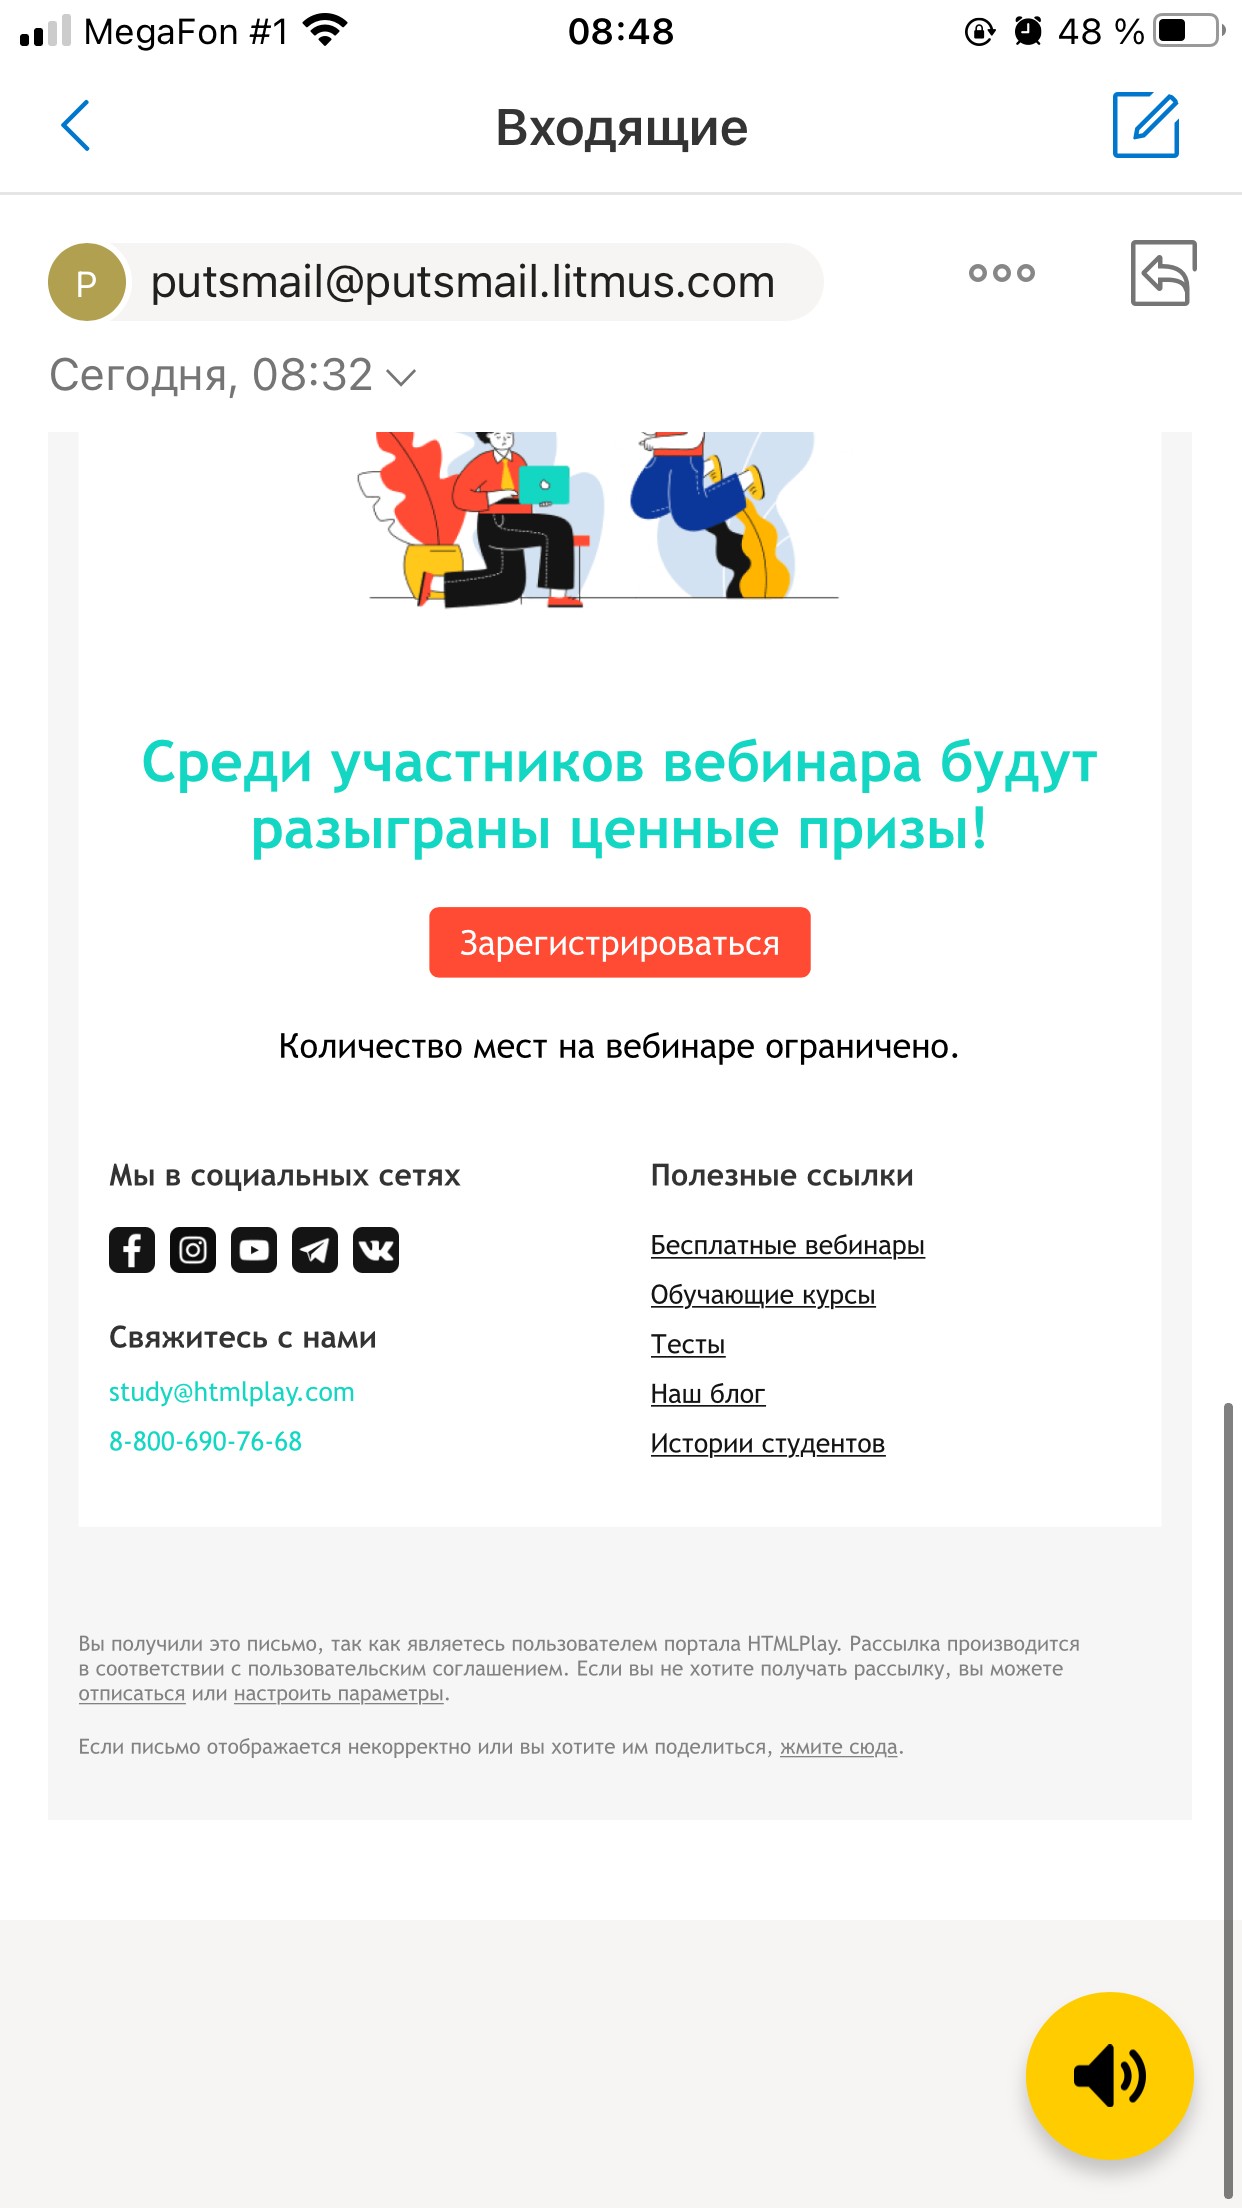 MegaFon #1
08:48
48 %
Входящие
P
putsmail@putsmail.litmus.com
Сегодня, 08:32
Среди участников вебинара будут
разыграны ценные призы!
Зарегистрироваться
Количество мест на вебинаре ограничено.
Мы в социальных сетях
Свяжитесь с нами
study@htmlplay.com
8-800-690-76-68
Полезные ссылки
Бесплатные вебинары
Обучающие курсы
Тесты
Наш блог
Истории студентов
Вы получили это письмо, так как являетесь пользователем портала HTMLPlay. Рассылка производится
в соответствии с пользовательским соглашением. Если вы не хотите получать рассылку, вы можете
отписаться или настроить параметры.
Если письмо отображается некорректно или вы хотите им поделиться, жмите сюда.